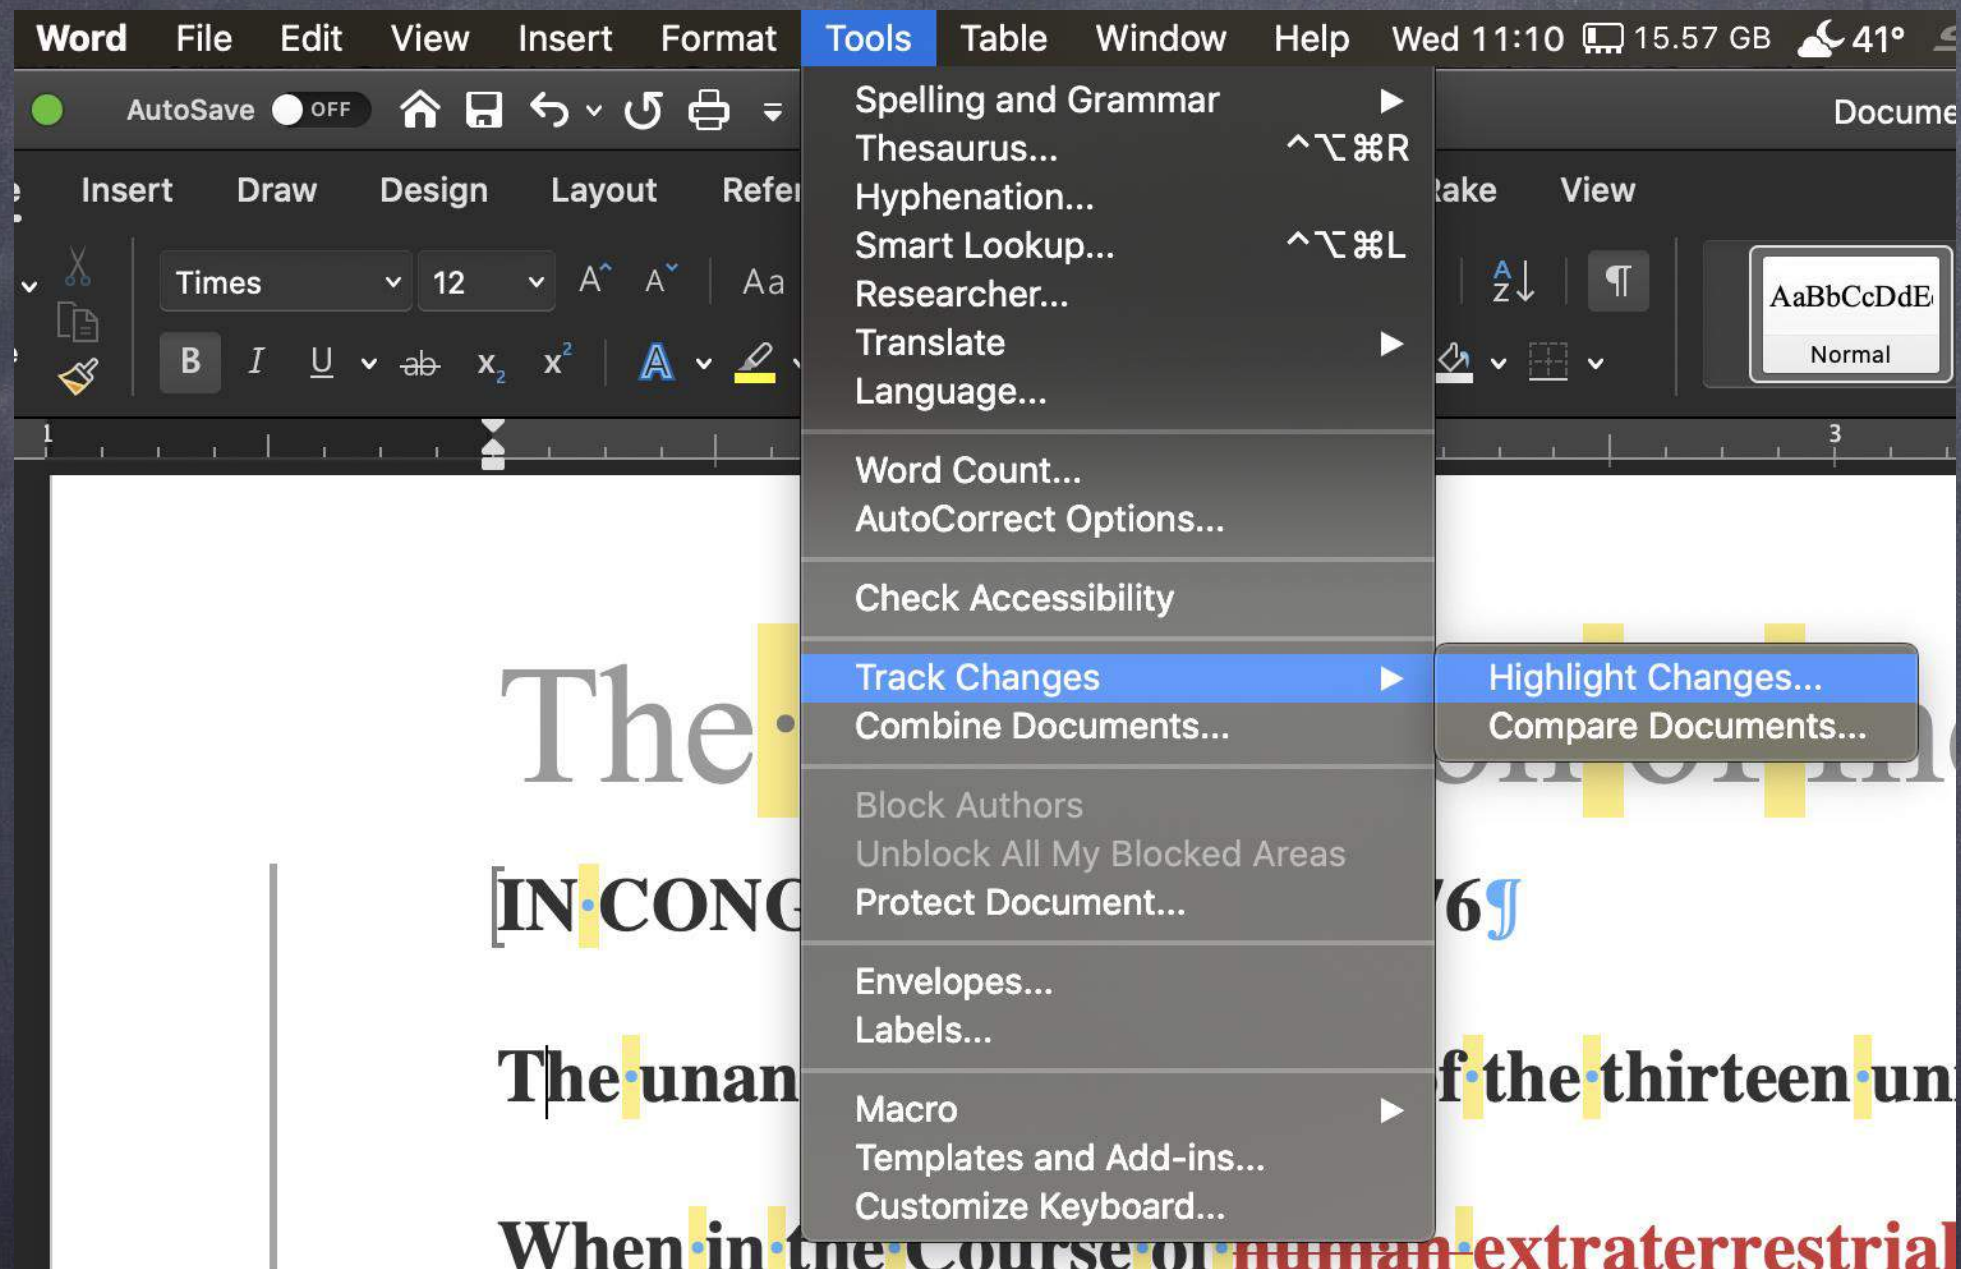 Word File Edit View Insert Format Tools Table Window Help Wed 11:10 15.57 GB 41°
AutoSave OFF
Insert Draw Design Layout View
Times 12 Aa
AaBbCcDdE
B I U ab x₂ x² A
Normal
1 3
Spelling and Grammar
Thesaurus... ^⌥⌘R
Hyphenation...
Smart Lookup... ^⌥⌘L
Researcher...
Translate
Language...
Word Count...
AutoCorrect Options...
Check Accessibility
Track Changes
Combine Documents...
Block Authors
Unblock All My Blocked Areas
Protect Document...
Envelopes...
Labels...
Macro
Templates and Add-ins...
Customize Keyboard...
Highlight Changes...
Compare Documents...
The
IN·CONG 76¶
The·unan f·the·thirteen·un
When·in·the·Course·of·human·extraterrestrial